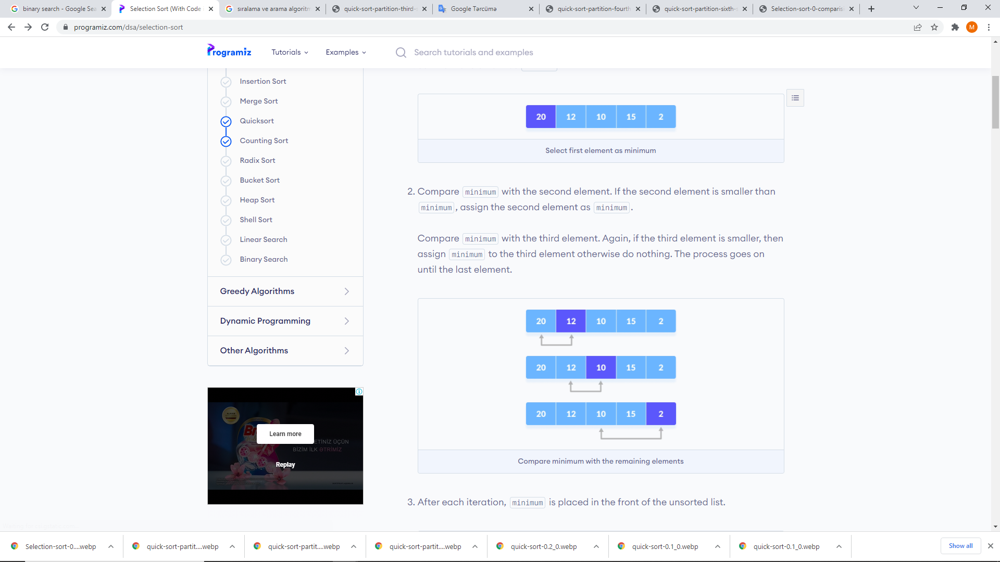 binary search - Google Sea
Selection Sort (With Code
sıralama ve arama algoritm
quick-sort-partition-third-s
Google Tərcümə
quick-sort-partition-fourth
quick-sort-partition-sixth-s
Selection-sort-0-comparisi
programiz.com/dsa/selection-sort
M
Programiz
Tutorials
Examples
Search tutorials and examples
Insertion Sort
Merge Sort
Quicksort
Counting Sort
Radix Sort
Bucket Sort
Heap Sort
Shell Sort
Linear Search
Binary Search
Greedy Algorithms
Dynamic Programming
Other Algorithms
Learn more
ETİNİZ ÜÇÜN
BİZİM İLK ƏTRİMİZ
Replay
20 12 10 15 2
Select first element as minimum
2. Compare minimum with the second element. If the second element is smaller than
minimum, assign the second element as minimum.
Compare minimum with the third element. Again, if the third element is smaller, then
assign minimum to the third element otherwise do nothing. The process goes on
until the last element.
20 12 10 15 2
20 12 10 15 2
20 12 10 15 2
Compare minimum with the remaining elements
3. After each iteration, minimum is placed in the front of the unsorted list.
Selection-sort-0....webp
quick-sort-partit....webp
quick-sort-partit....webp
quick-sort-partit....webp
quick-sort-0.2_0.webp
quick-sort-0.1_0.webp
quick-sort-0.1_0.webp
Show all